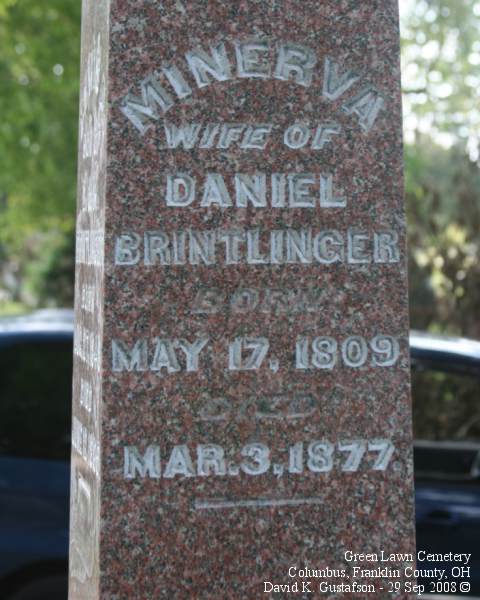 MINERVA
WIFE OF
DANIEL
BRINTLINGER
BORN
MAY 17, 1809
DIED
MAR. 3, 1877
Green Lawn Cemetery
Columbus, Franklin County, OH
David K. Gustafson - 29 Sep 2008 ©